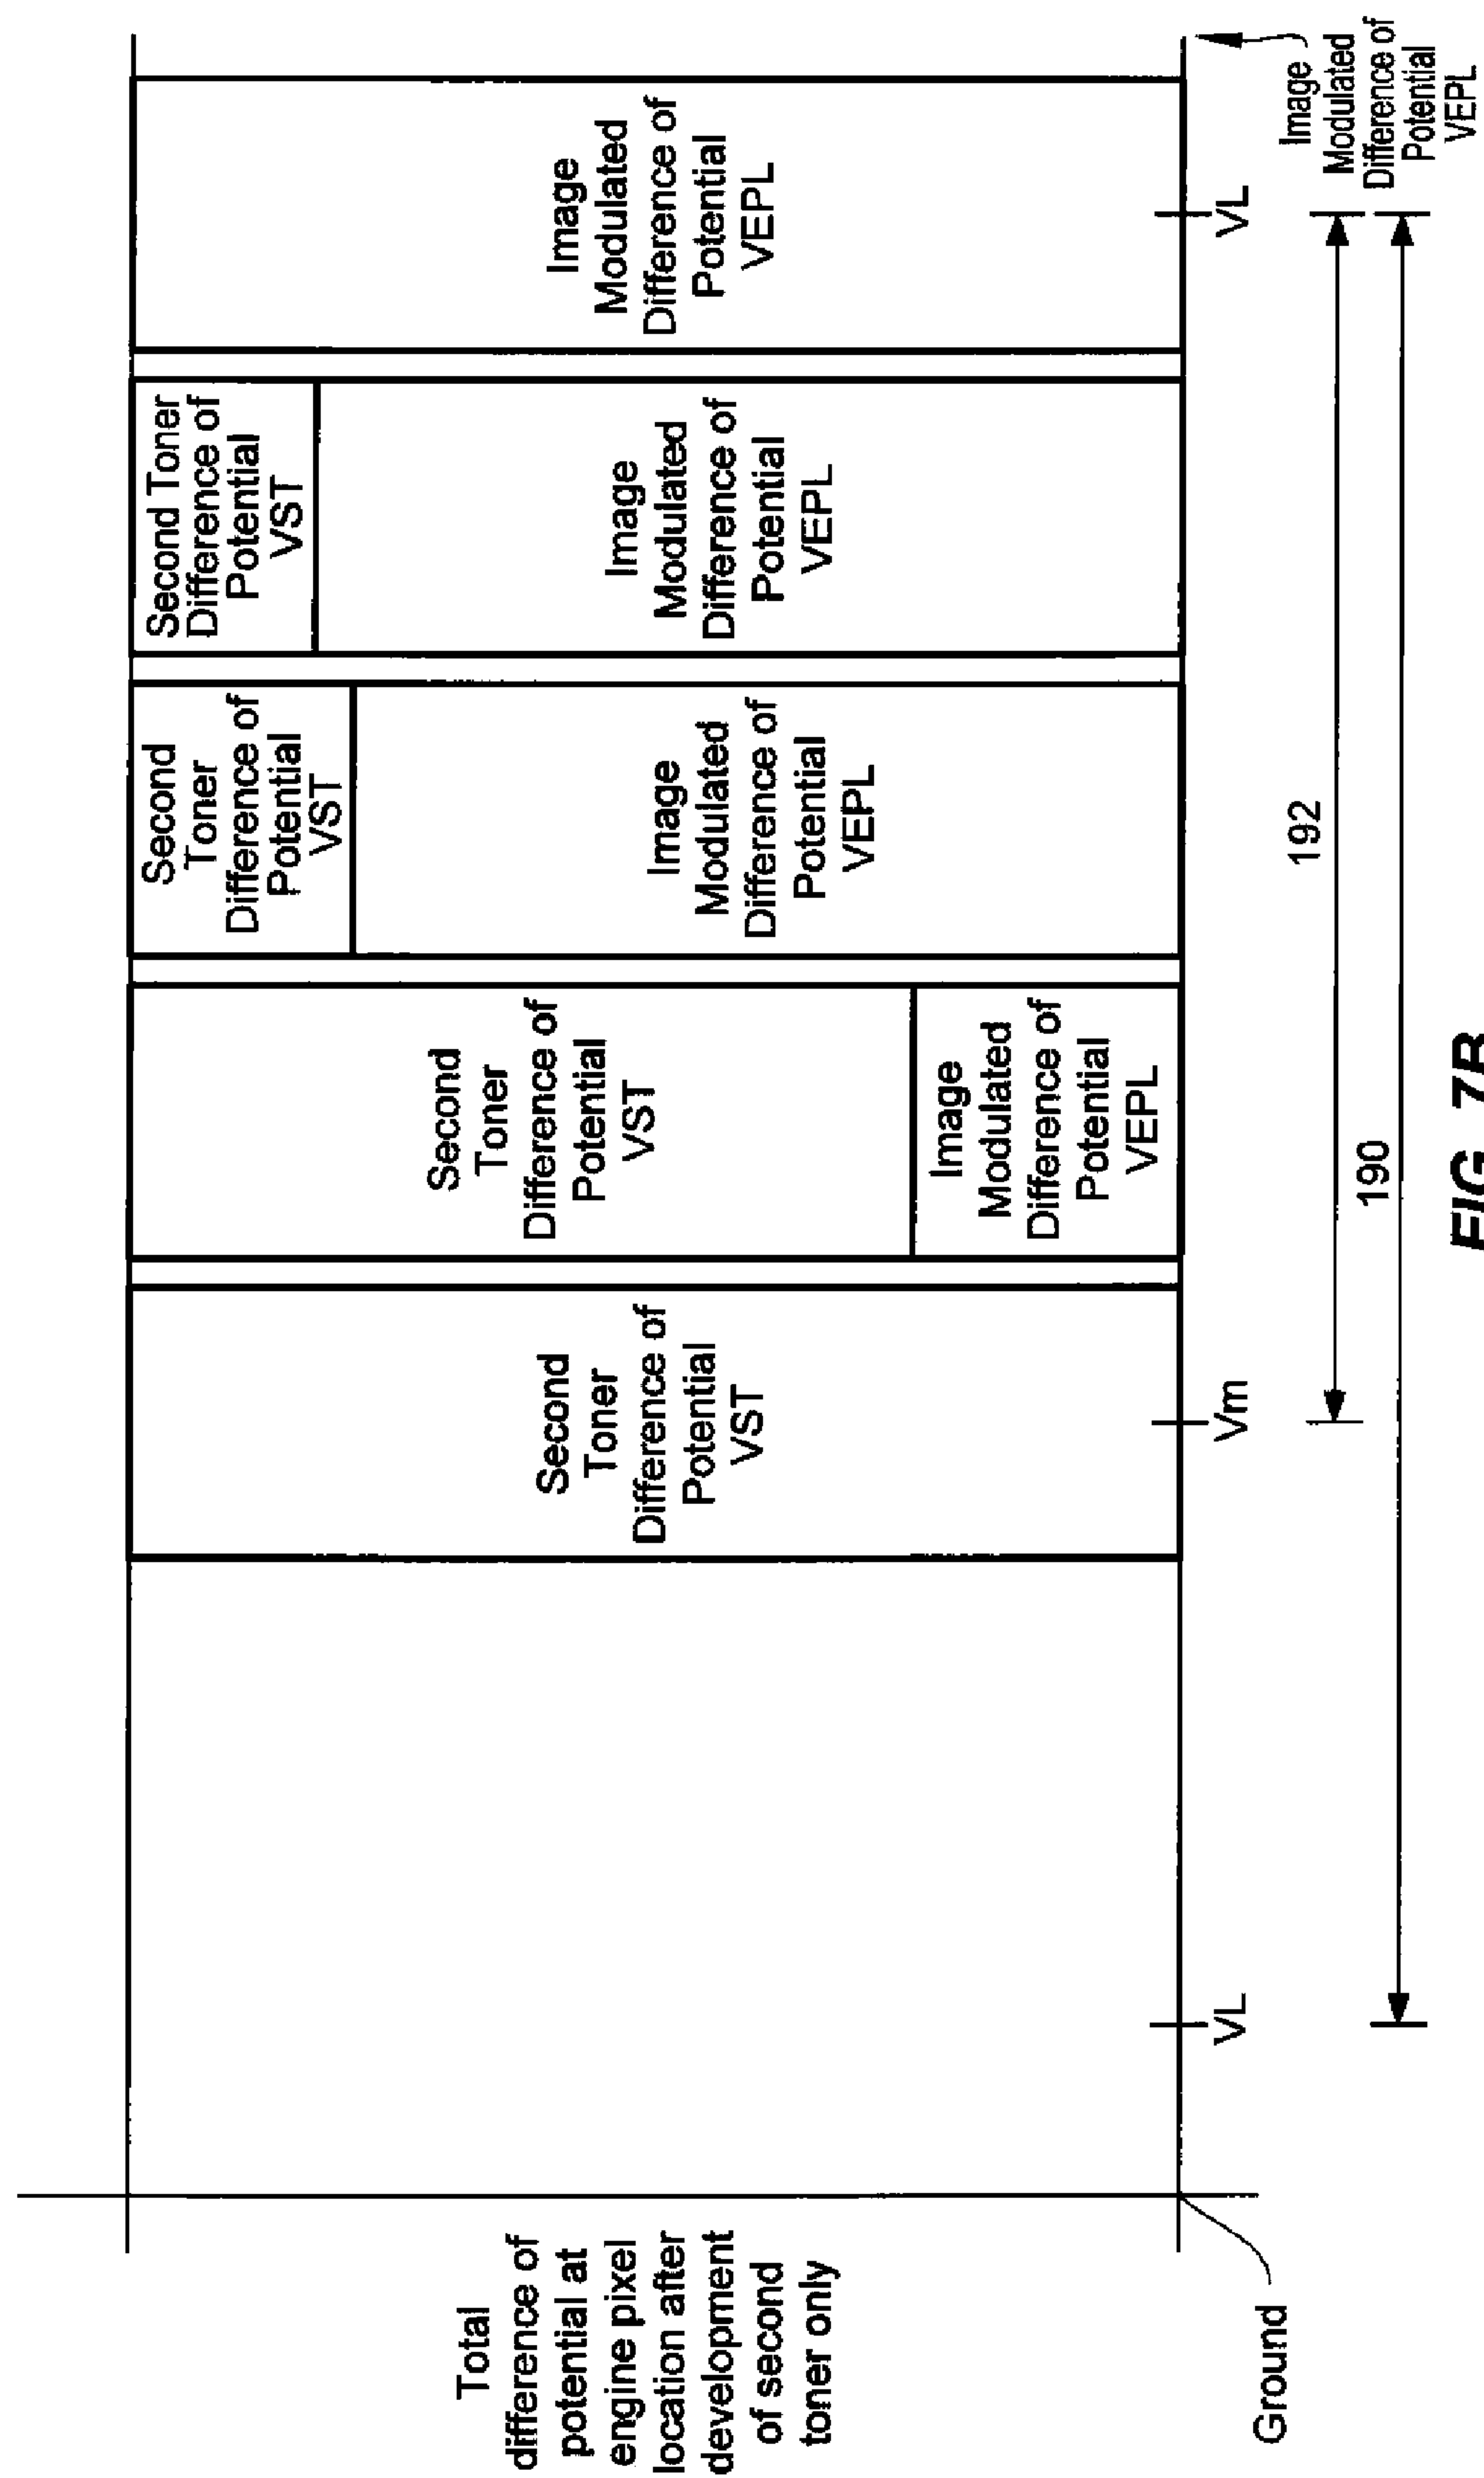 Total
difference of
potential at
engine pixel
location after
development
of second
toner only
Ground
Second
Toner
Difference of
Potential
VST
Second
Toner
Difference of
Potential
VST
Image
Modulated
Difference of
Potential
VEPL
Second
Toner
Difference of
Potential
VST
Image
Modulated
Difference of
Potential
VEPL
Second Toner
Difference of
Potential
VST
Image
Modulated
Difference of
Potential
VEPL
Image
Modulated
Difference of
Potential
VEPL
VL
Vm
VL
Image
Modulated
Difference of
Potential
VEPL
192
190
FIG. 7B